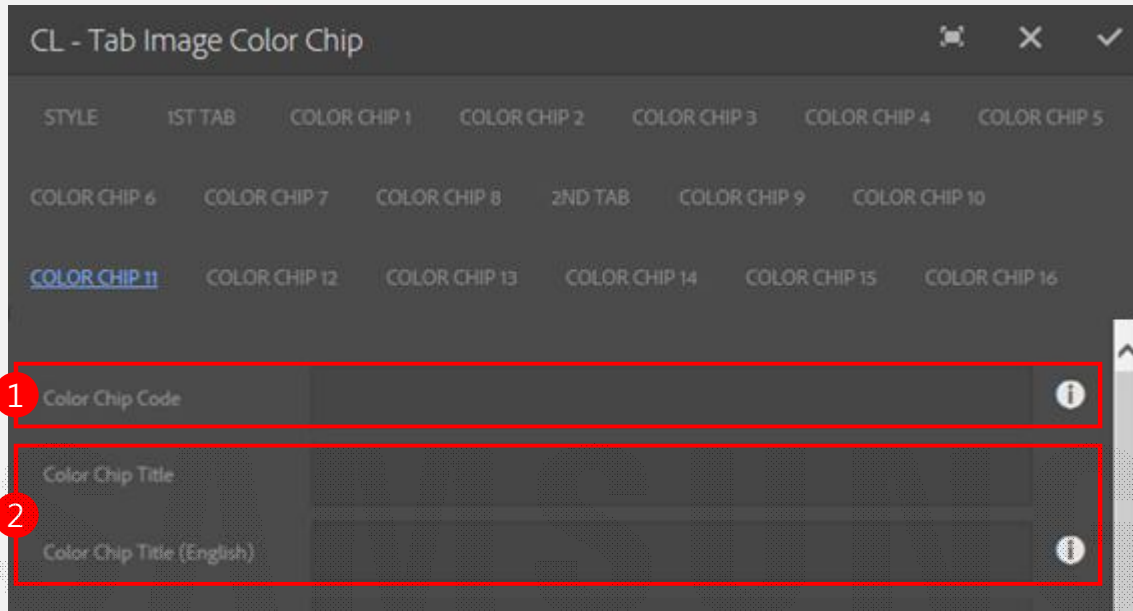 CL - Tab Image Color Chip
STYLE 1ST TAB COLOR CHIP 1 COLOR CHIP 2 COLOR CHIP 3 COLOR CHIP 4 COLOR CHIP 5
COLOR CHIP 6 COLOR CHIP 7 COLOR CHIP 8 2ND TAB COLOR CHIP 9 COLOR CHIP 10
COLOR CHIP 11 COLOR CHIP 12 COLOR CHIP 13 COLOR CHIP 14 COLOR CHIP 15 COLOR CHIP 16
1 Color Chip Code
Color Chip Title
2
Color Chip Title (English)
SAMSUNG